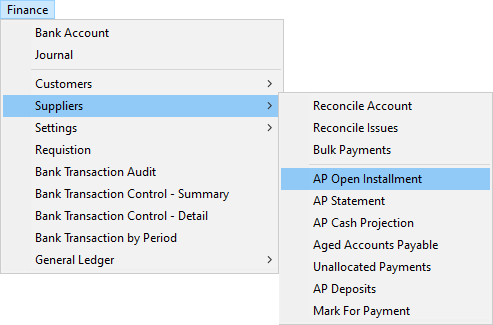 Finance
Bank Account
Journal
Customers
Suppliers
Settings
Requistion
Bank Transaction Audit
Bank Transaction Control - Summary
Bank Transaction Control - Detail
Bank Transaction by Period
General Ledger
Reconcile Account
Reconcile Issues
Bulk Payments
AP Open Installment
AP Statement
AP Cash Projection
Aged Accounts Payable
Unallocated Payments
AP Deposits
Mark For Payment